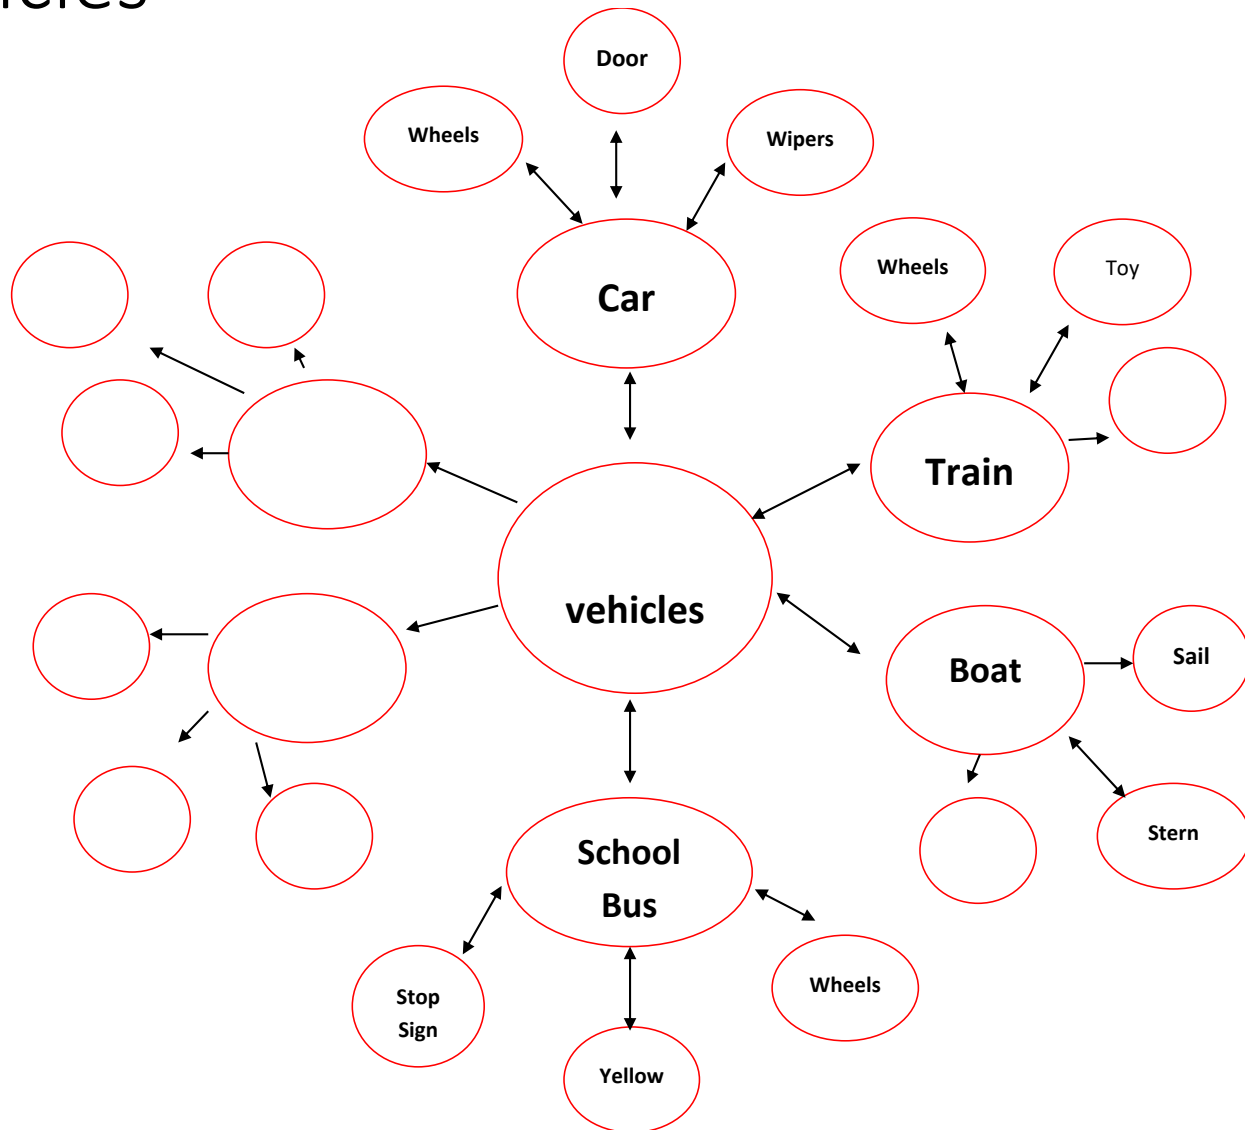 Door
Wheels
Wipers
Car
Wheels
Toy
Train
vehicles
Boat
Sail
Stern
School
Bus
Stop
Sign
Yellow
Wheels